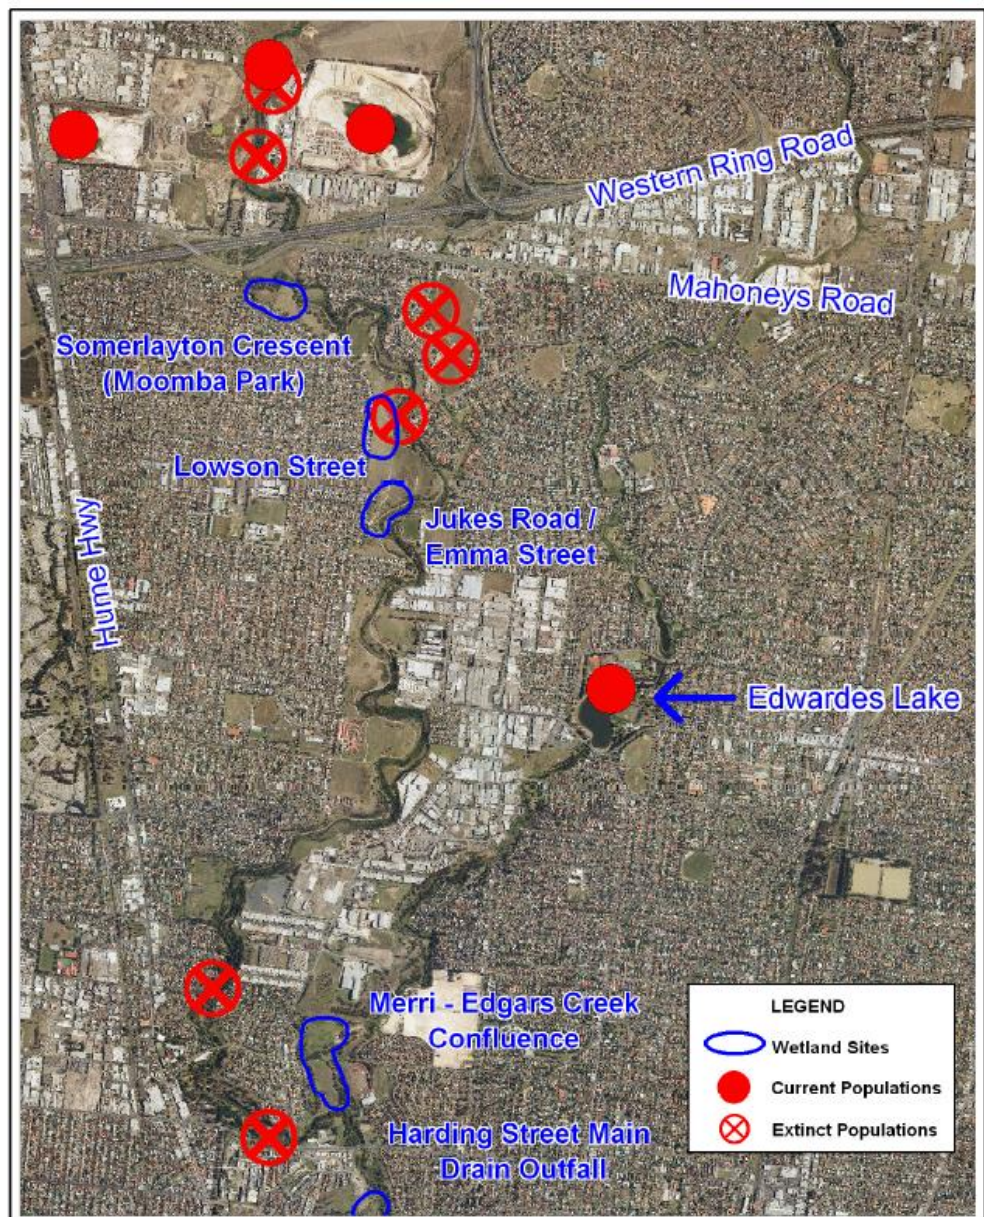 Western Ring Road
Mahoneys Road
Somerlayton Crescent
(Moomba Park)
Lowson Street
Jukes Road /
Emma Street
Hume Hwy
Edwardes Lake
Merri - Edgars Creek
Confluence
Harding Street Main
Drain Outfall
LEGEND
Wetland Sites
Current Populations
Extinct Populations